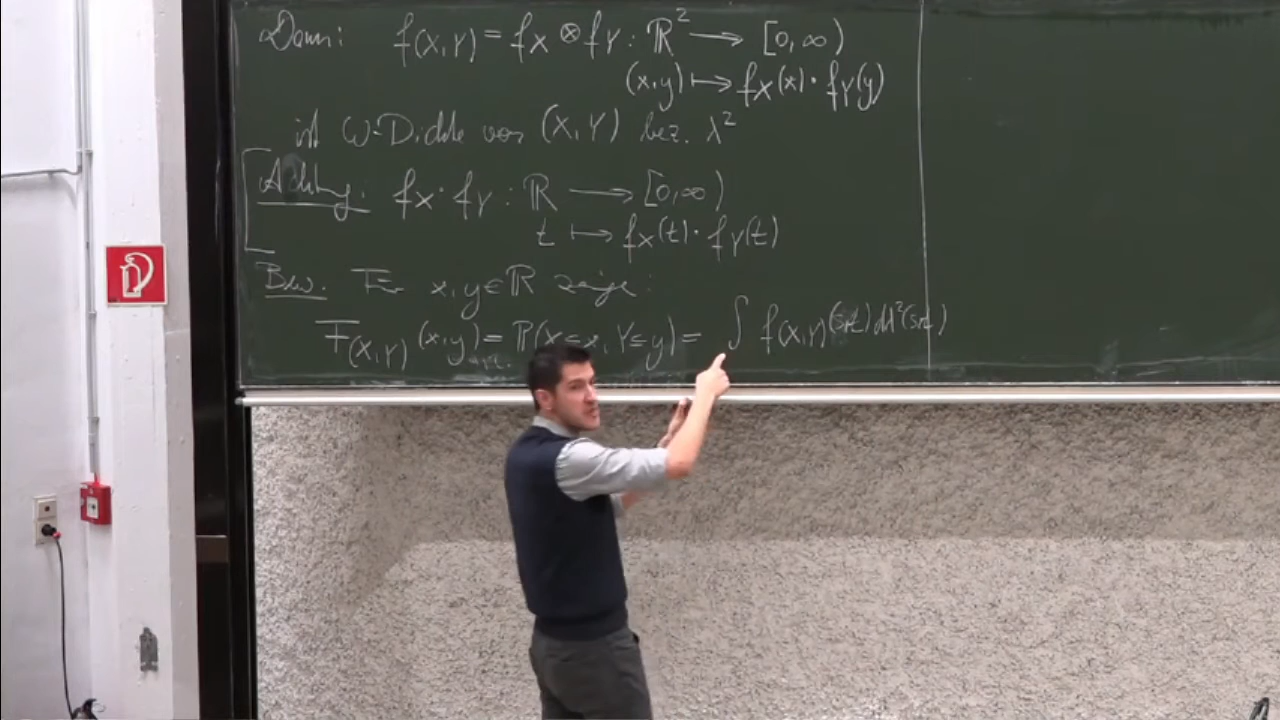 Dann: f(X,Y) = fX ⊗ fY : ℝ² ⟶ [0,∞)
(x,y) ⟼ fX(x) · fY(y)
ist W-Dichte von (X,Y) bez. λ²
Achtung: fX · fY : ℝ ⟶ [0,∞)
t ⟼ fX(t) · fY(t)
Bew. Für x,y∈ℝ zeige:
F(X,Y) (x,y) = ℙ(X≤x, Y≤y) = ∫ f(X,Y)(s,t) dλ²(s,t)